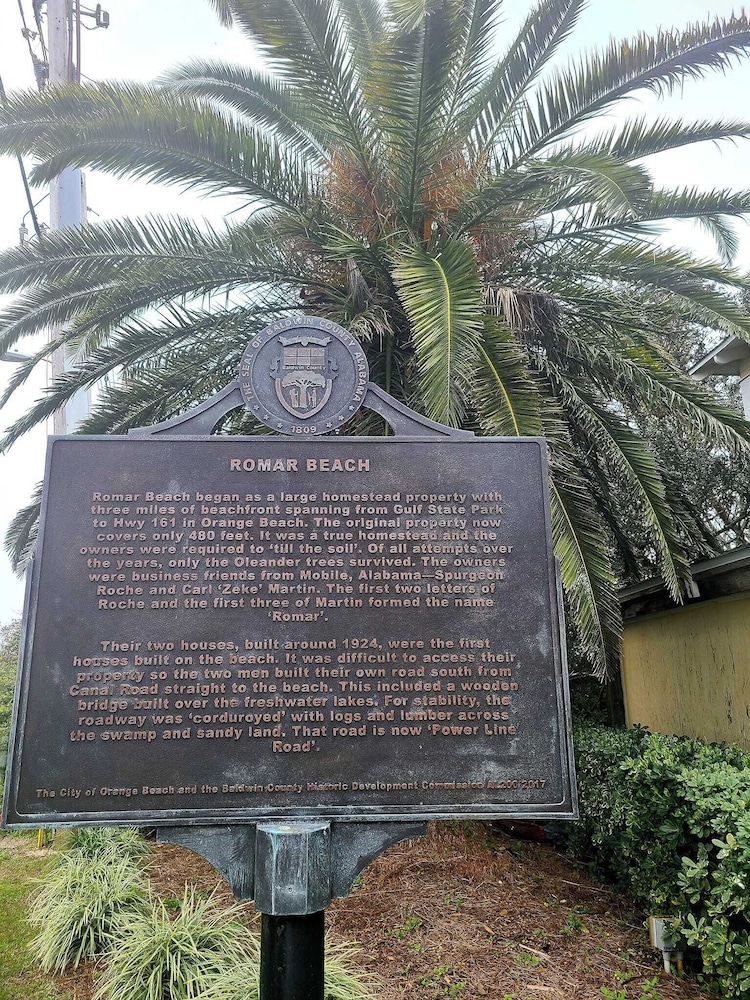 THE SEAL OF BALDWIN COUNTY ALABAMA
Baldwin County
1809
ROMAR BEACH
Romar Beach began as a large homestead property with
three miles of beachfront spanning from Gulf State Park
to Hwy 161 in Orange Beach. The original property now
covers only 480 feet. It was a true homestead and the
owners were required to ‘till the soil’. Of all attempts over
the years, only the Oleander trees survived. The owners
were business friends from Mobile, Alabama—Spurgeon
Roche and Carl ‘Zeke’ Martin. The first two letters of
Roche and the first three of Martin formed the name
‘Romar’.
Their two houses, built around 1924, were the first
houses built on the beach. It was difficult to access their
property so the two men built their own road south from
Canal Road straight to the beach. This included a wooden
bridge built over the freshwater lakes. For stability, the
roadway was ‘corduroyed’ with logs and lumber across
the swamp and sandy land. That road is now ‘Power Line
Road’.
The City of Orange Beach and the Baldwin County Historic Development Commission AL200/2017